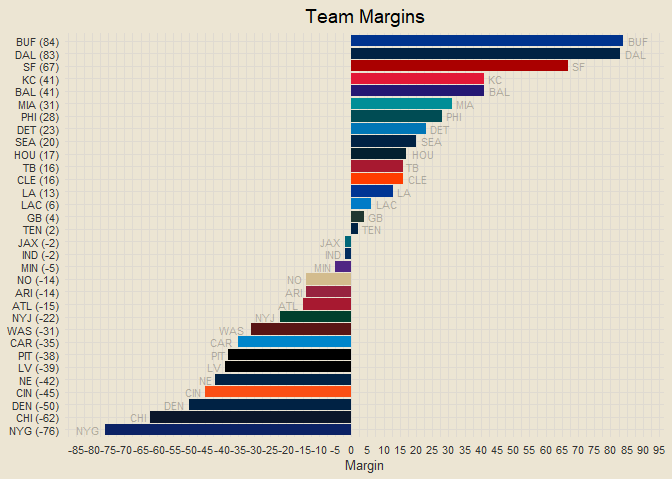 Team Margins
BUF (84) BUF
DAL (83) DAL
SF (67) SF
KC (41) KC
BAL (41) BAL
MIA (31) MIA
PHI (28) PHI
DET (23) DET
SEA (20) SEA
HOU (17) HOU
TB (16) TB
CLE (16) CLE
LA (13) LA
LAC (6) LAC
GB (4) GB
TEN (2) TEN
JAX (-2) JAX
IND (-2) IND
MIN (-5) MIN
NO (-14) NO
ARI (-14) ARI
ATL (-15) ATL
NYJ (-22) NYJ
WAS (-31) WAS
CAR (-35) CAR
PIT (-38) PIT
LV (-39) LV
NE (-42) NE
CIN (-45) CIN
DEN (-50) DEN
CHI (-62) CHI
NYG (-76) NYG
-85 -80 -75 -70 -65 -60 -55 -50 -45 -40 -35 -30 -25 -20 -15 -10 -5 0 5 10 15 20 25 30 35 40 45 50 55 60 65 70 75 80 85 90 95
Margin